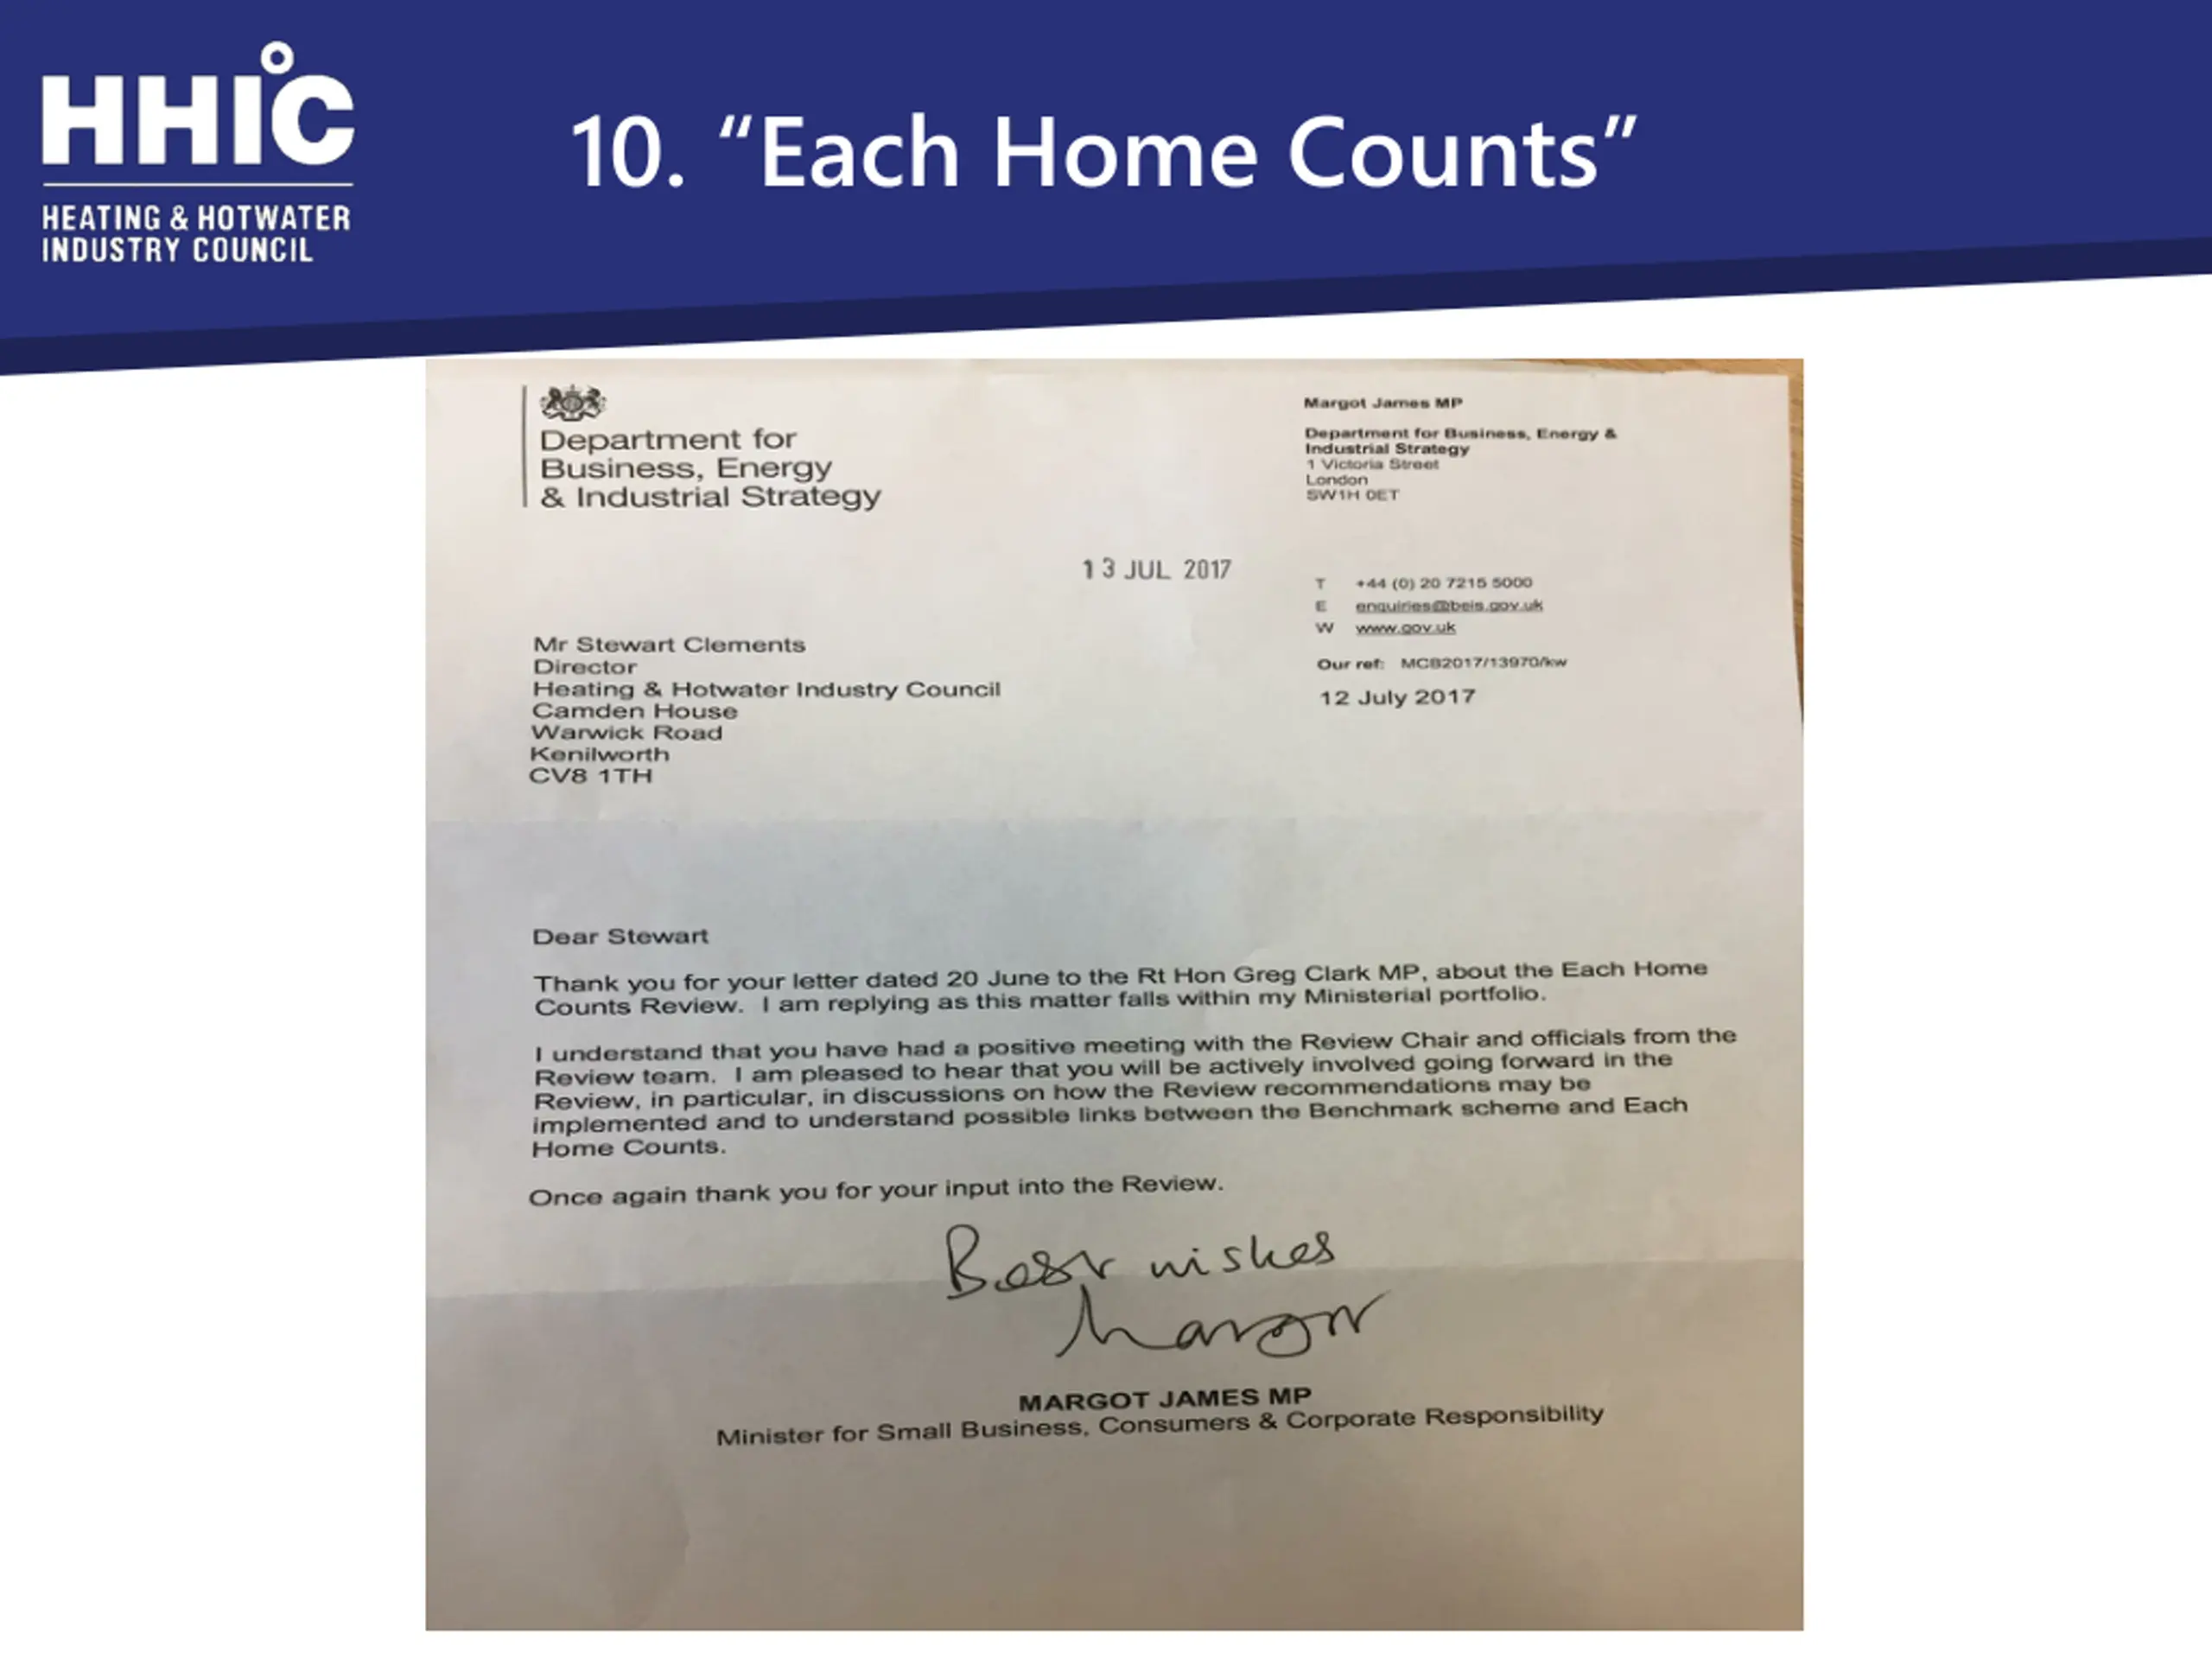 HHIC
HEATING & HOTWATER
INDUSTRY COUNCIL
10. “Each Home Counts”
Department for
Business, Energy
& Industrial Strategy
Margot James MP
Department for Business, Energy &
Industrial Strategy
1 Victoria Street
London
SW1H 0ET
13 JUL 2017
T +44 (0) 20 7215 5000
E enquiries@beis.gov.uk
W www.gov.uk
Our ref: MCB2017/13970/kw
12 July 2017
Mr Stewart Clements
Director
Heating & Hotwater Industry Council
Camden House
Warwick Road
Kenilworth
CV8 1TH
Dear Stewart
Thank you for your letter dated 20 June to the Rt Hon Greg Clark MP, about the Each Home
Counts Review. I am replying as this matter falls within my Ministerial portfolio.
I understand that you have had a positive meeting with the Review Chair and officials from the
Review team. I am pleased to hear that you will be actively involved going forward in the
Review, in particular, in discussions on how the Review recommendations may be
implemented and to understand possible links between the Benchmark scheme and Each
Home Counts.
Once again thank you for your input into the Review.
Best wishes
Margot
MARGOT JAMES MP
Minister for Small Business, Consumers & Corporate Responsibility